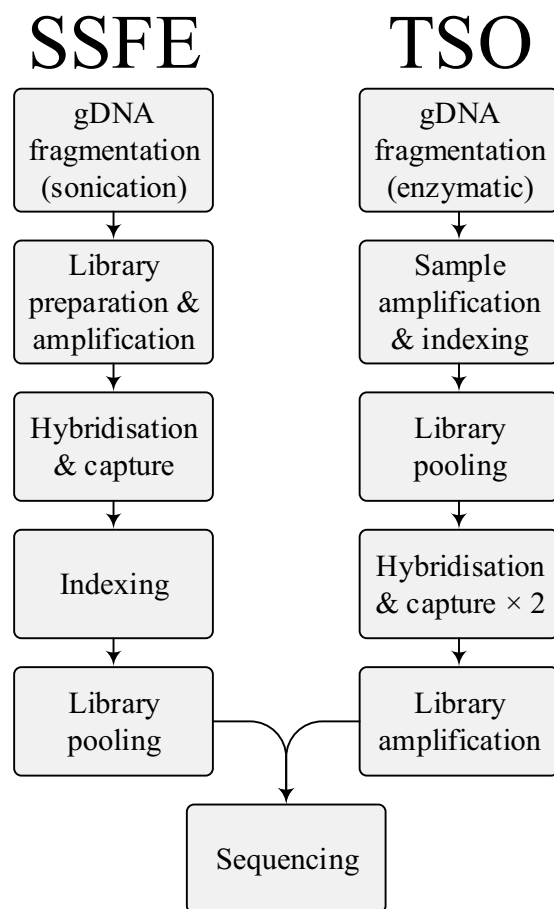 SSFE
gDNA
fragmentation
(sonication)
Library
preparation &
amplification
Hybridisation
& capture
Indexing
Library
pooling
TSO
gDNA
fragmentation
(enzymatic)
Sample
amplification
& indexing
Library
pooling
Hybridisation
& capture × 2
Library
amplification
Sequencing